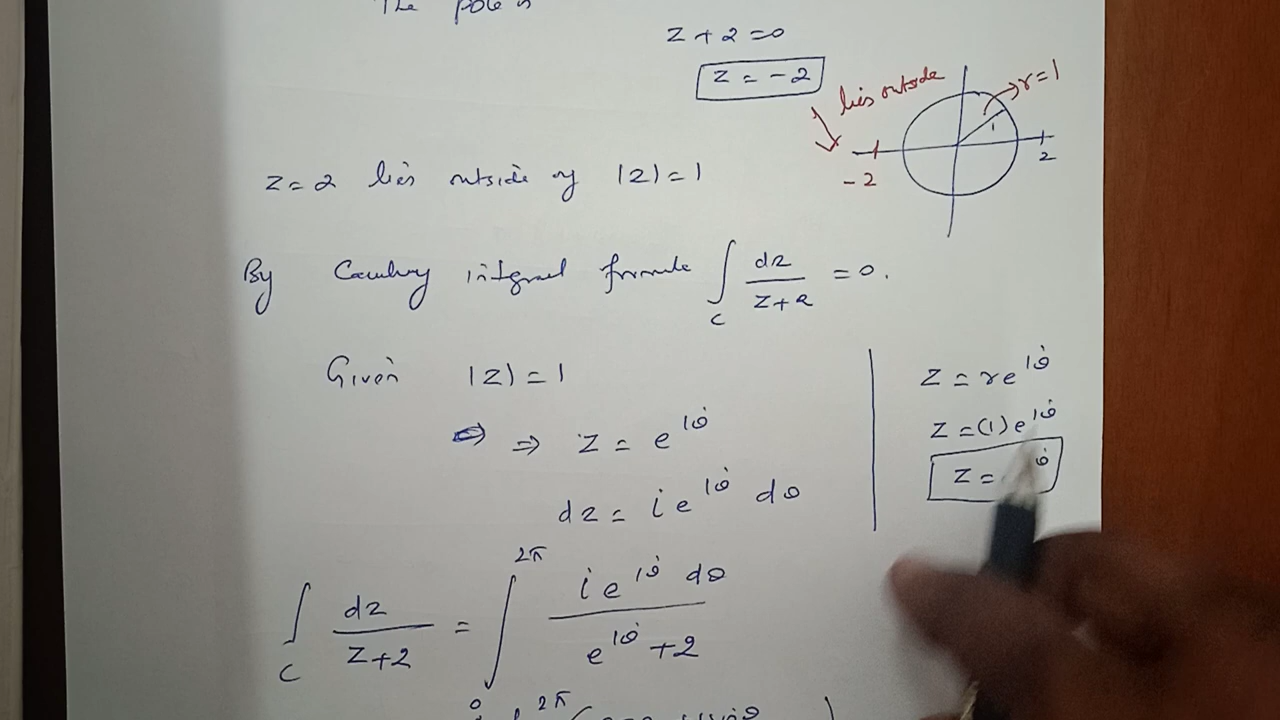 The pole is
z + 2 = 0
z = -2
lies outside
r = 1
1
2
-2
z = 2 lies outside of |z| = 1
By Cauchy integral formula ∫_C dz/(z+2) = 0.
Given |z| = 1
⇒ ⇒ z = e^{iθ}
dz = i e^{iθ} dθ
z = r e^{iθ}
z = (1) e^{iθ}
z =
∫_C dz/(z+2) = ∫_0^{2π} i e^{iθ} dθ/(e^{iθ} + 2)
2π